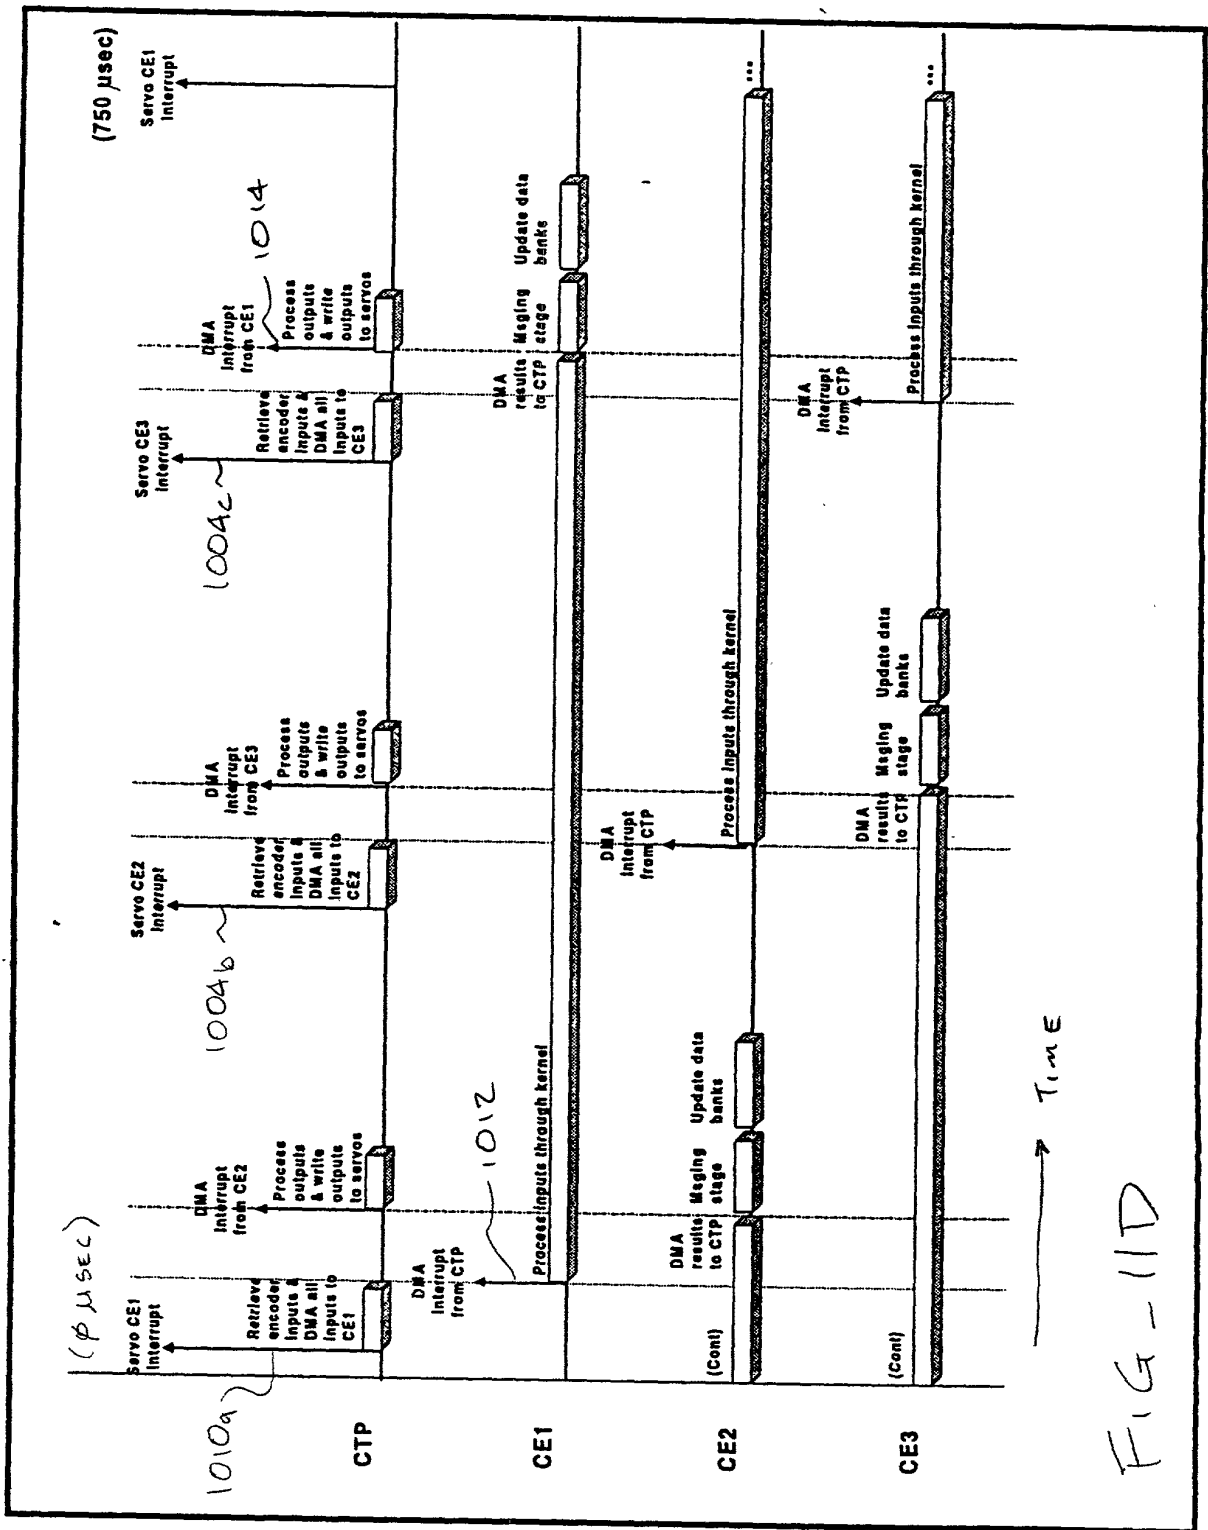 (φ μSEC)
(750 μsec)
Servo CE1
Interrupt
1010a
Retrieve
encoder
Inputs &
DMA all
Inputs to
CE1
DMA
Interrupt
from CE2
Process
outputs
& write
outputs
to servos
Servo CE2
Interrupt
1004b
Retrieve
encoder
Inputs &
DMA all
Inputs to
CE2
DMA
Interrupt
from CE3
Process
outputs
& write
outputs
to servos
Servo CE3
Interrupt
1004c
Retrieve
encoder
Inputs &
DMA all
Inputs to
CE3
DMA
Interrupt
from CE1
1014
Process
outputs
& write
outputs
to servos
Servo CE1
Interrupt
CTP
DMA
Interrupt
from CTP
1012
Process Inputs through kernel
DMA
results
to CTP
Msging
stage
Update data
banks
CE1
(Cont)
DMA
results
to CTP
Msging
stage
Update data
banks
DMA
Interrupt
from CTP
Process Inputs through kernel
...
CE2
(Cont)
DMA
results
to CTP
Msging
stage
Update data
banks
DMA
Interrupt
from CTP
Process Inputs through kernel
...
CE3
TIME
FIG-11D